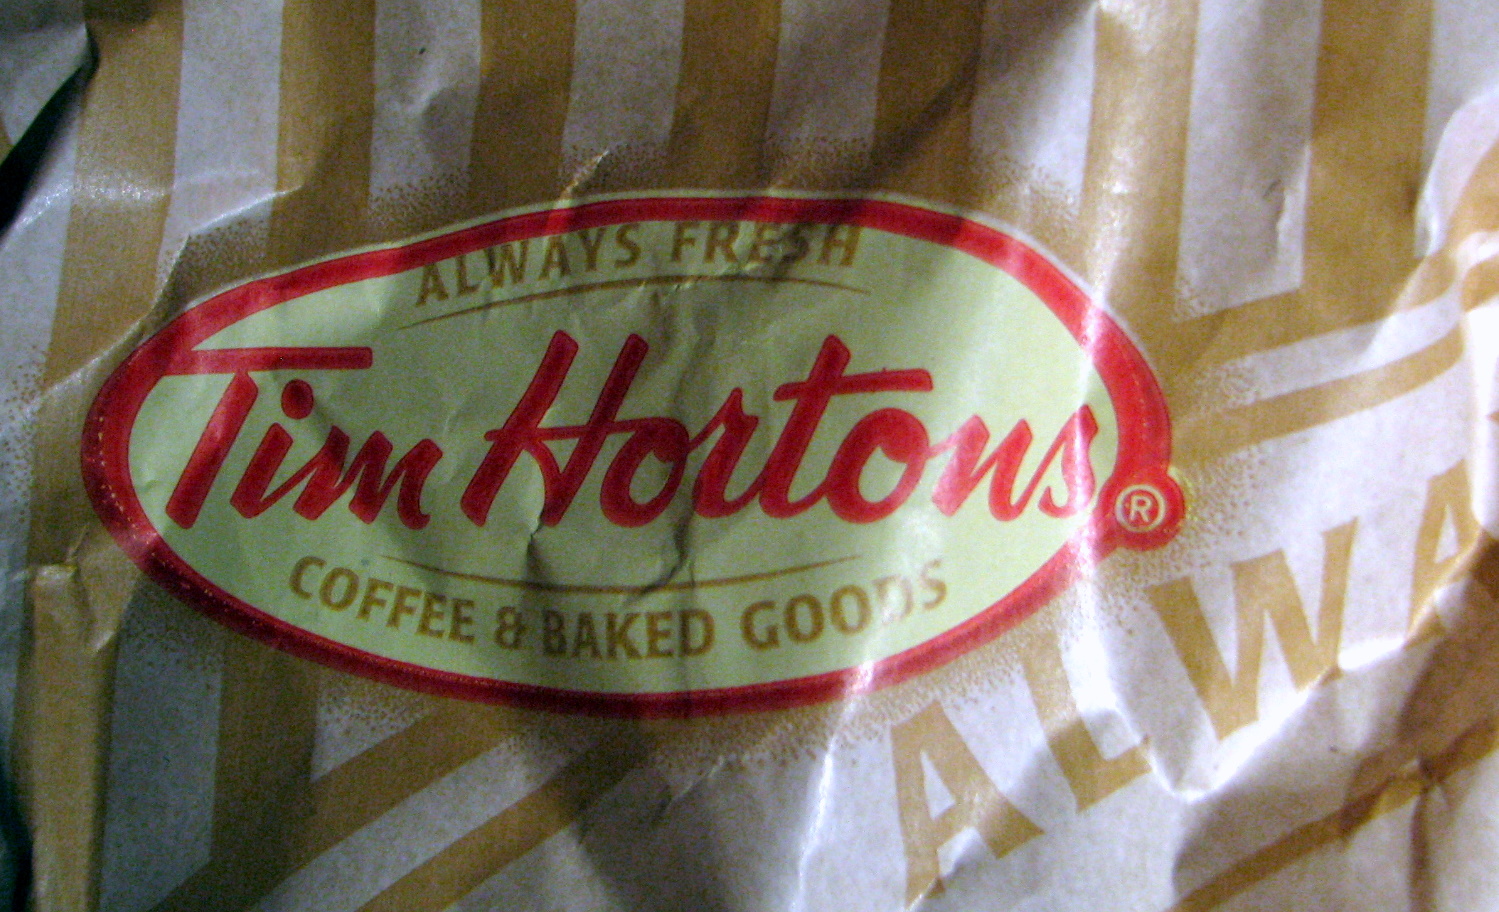 ALWAYS FRESH
Tim Hortons®
COFFEE & BAKED GOODS
ALWA